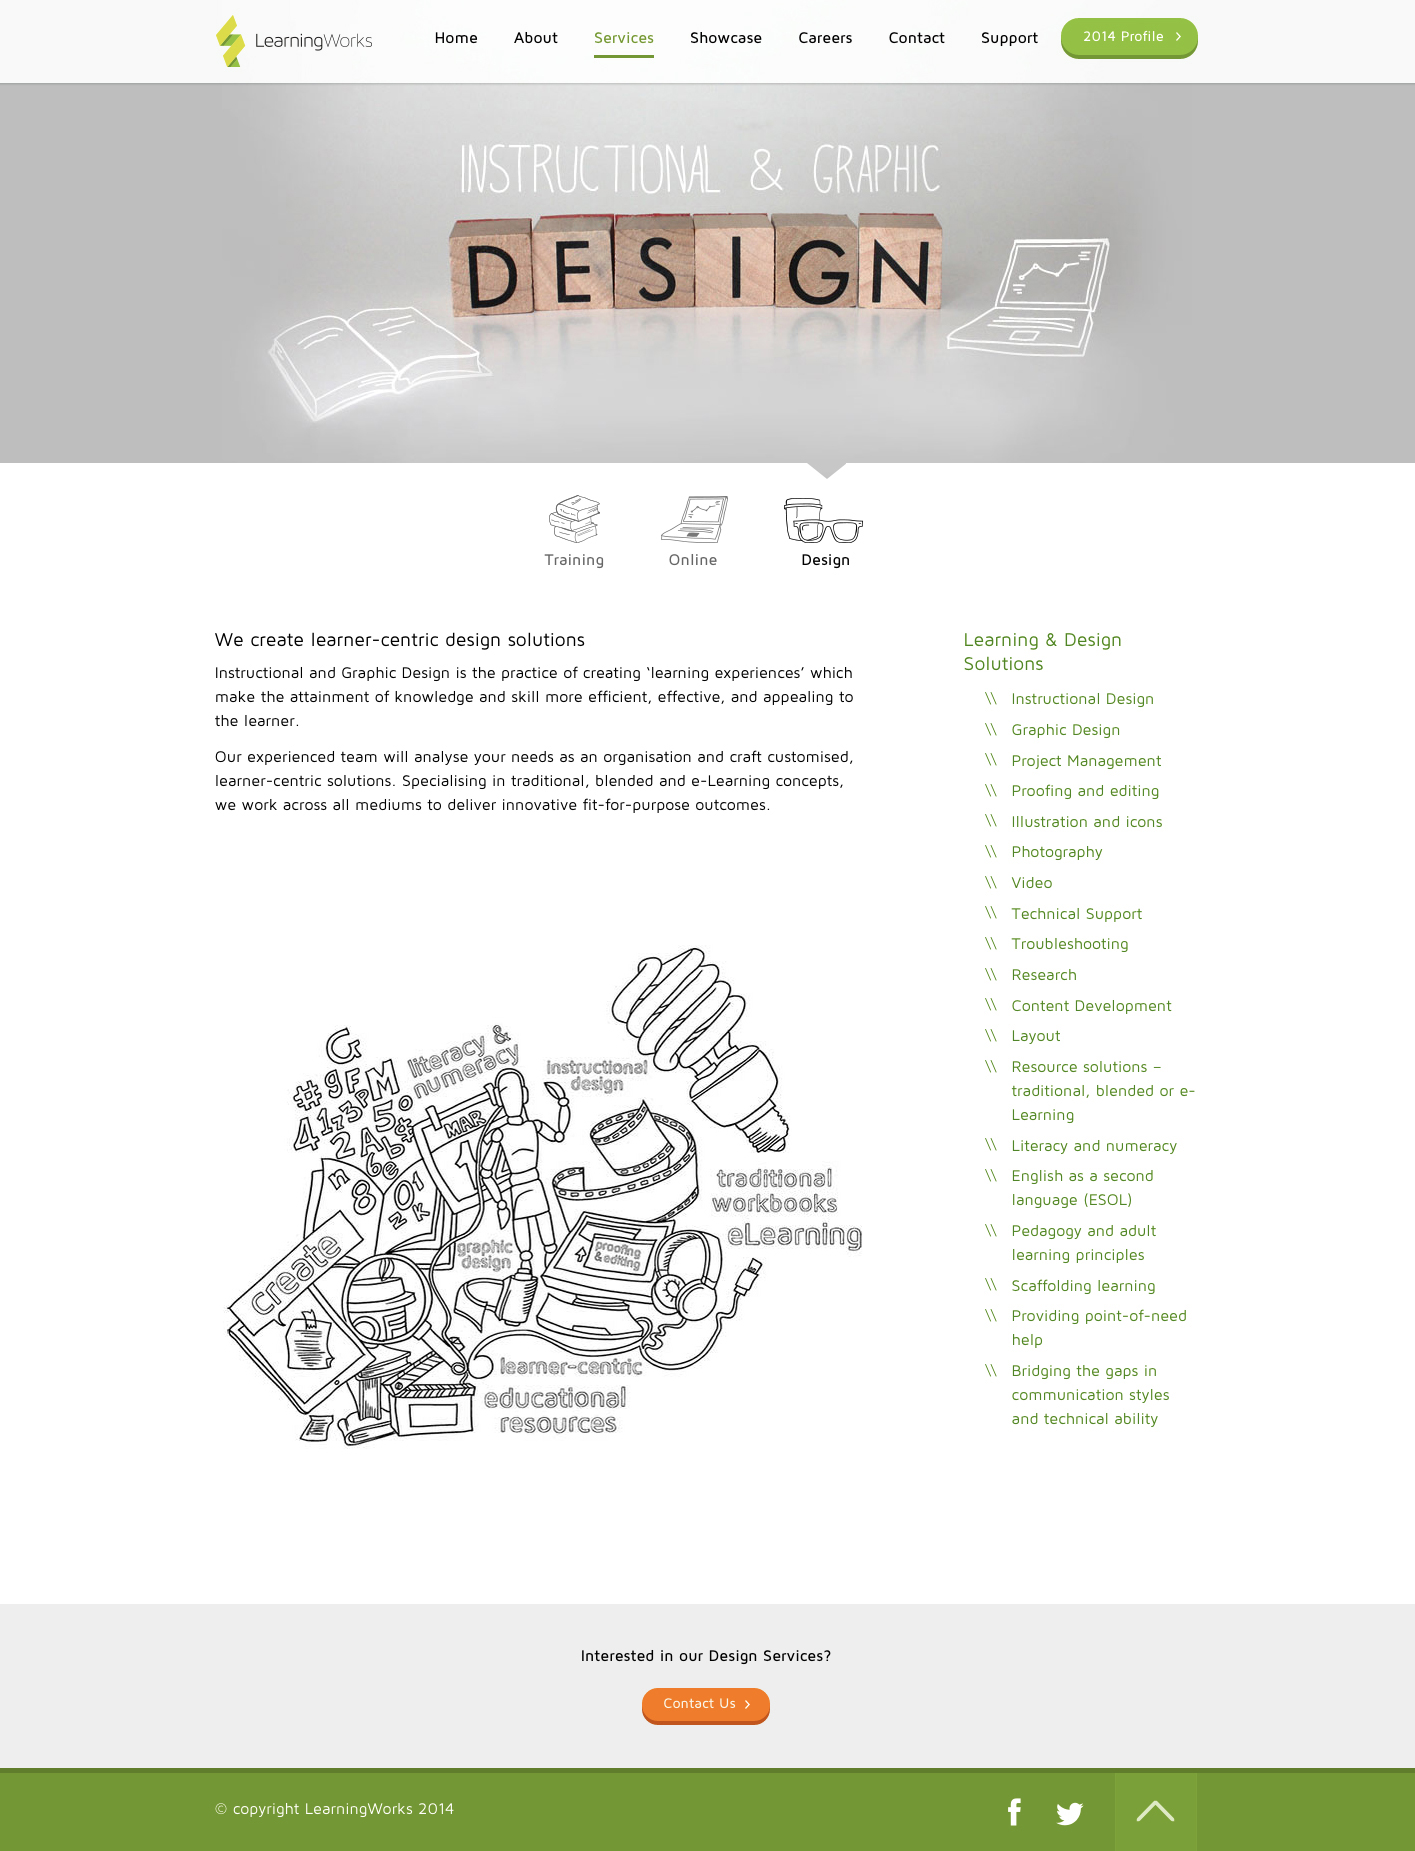 LearningWorks
Home
About
Services
Showcase
Careers
Contact
Support
2014 Profile
INSTRUCTIONAL & GRAPHIC
DESIGN
Training
Online
Design
We create learner-centric design solutions
Instructional and Graphic Design is the practice of creating ‘learning experiences’ which
make the attainment of knowledge and skill more efficient, effective, and appealing to
the learner.
Our experienced team will analyse your needs as an organisation and craft customised,
learner-centric solutions. Specialising in traditional, blended and e-Learning concepts,
we work across all mediums to deliver innovative fit-for-purpose outcomes.
literacy &
numeracy
instructional
design
MAR
traditional
workbooks
eLearning
graphic
design
proofing
& editing
create
learner-centric
educational
resources
Learning & Design
Solutions
\\ Instructional Design
\\ Graphic Design
\\ Project Management
\\ Proofing and editing
\\ Illustration and icons
\\ Photography
\\ Video
\\ Technical Support
\\ Troubleshooting
\\ Research
\\ Content Development
\\ Layout
\\ Resource solutions –
traditional, blended or e-
Learning
\\ Literacy and numeracy
\\ English as a second
language (ESOL)
\\ Pedagogy and adult
learning principles
\\ Scaffolding learning
\\ Providing point-of-need
help
\\ Bridging the gaps in
communication styles
and technical ability
Interested in our Design Services?
Contact Us
© copyright LearningWorks 2014